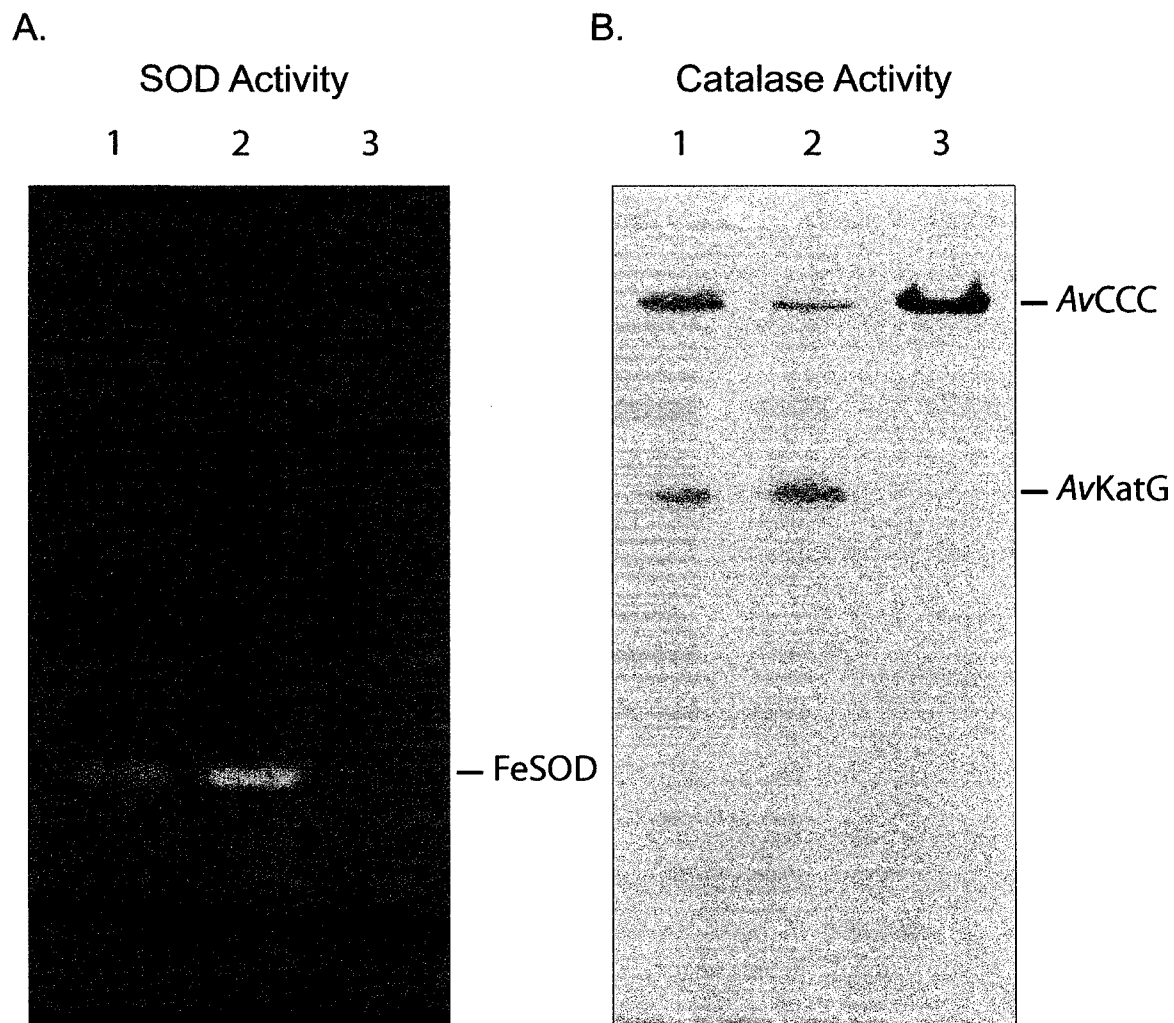 A.
SOD Activity
1 2 3
FeSOD
B.
Catalase Activity
1 2 3
AvCCC
AvKatG